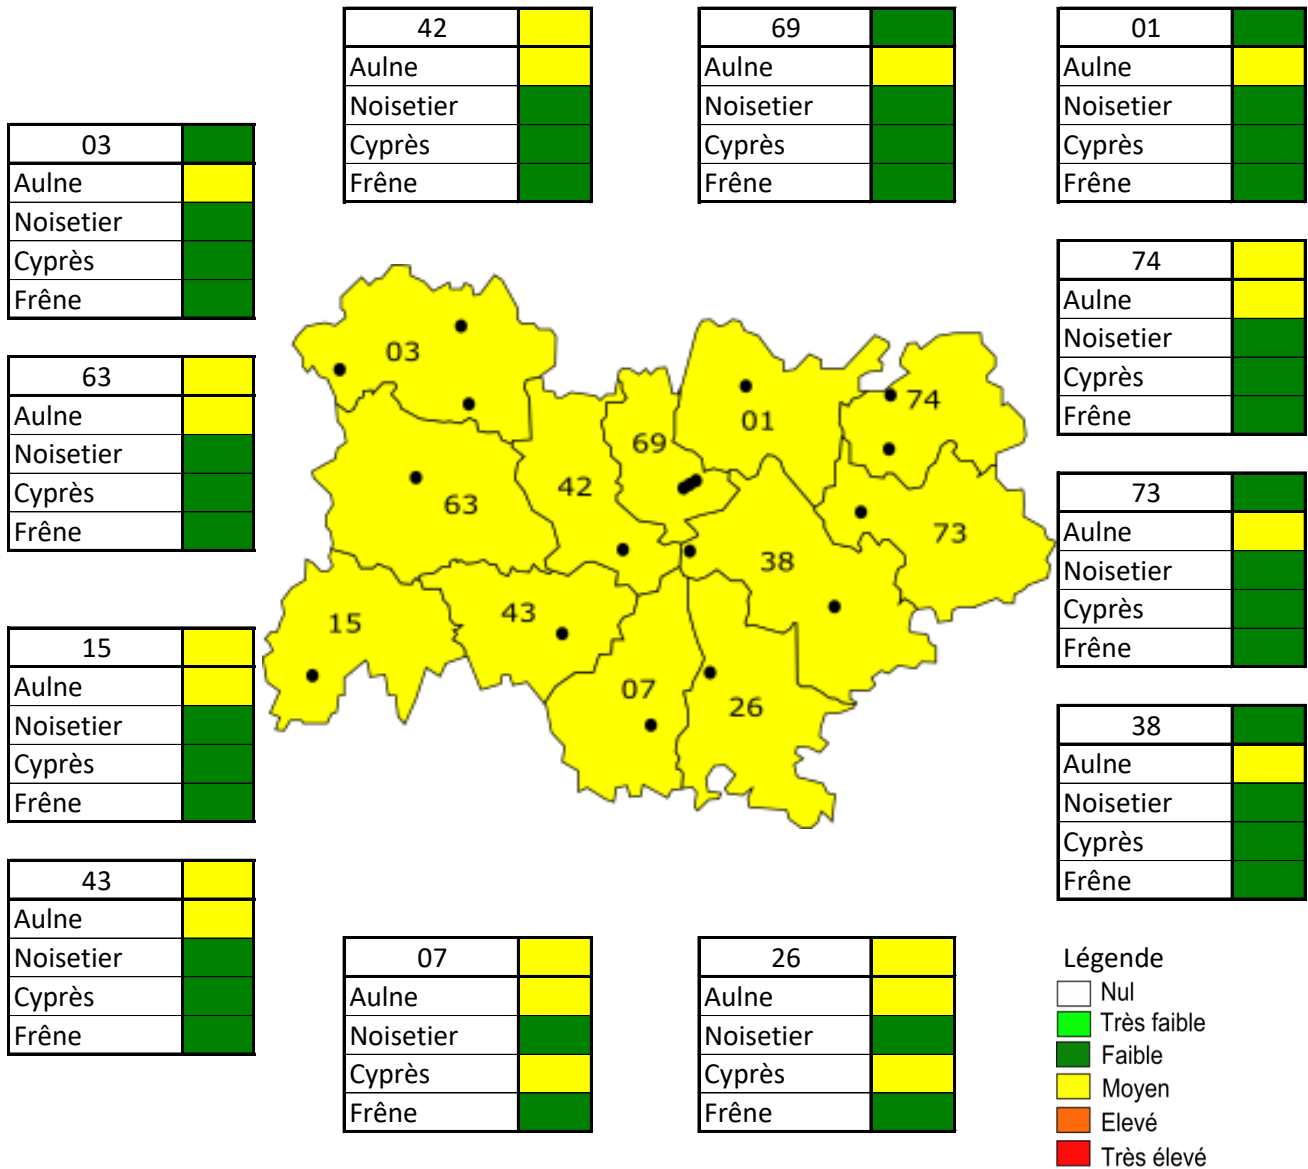 42
Aulne
Noisetier
Cyprès
Frêne
69
Aulne
Noisetier
Cyprès
Frêne
01
Aulne
Noisetier
Cyprès
Frêne
03
Aulne
Noisetier
Cyprès
Frêne
74
Aulne
Noisetier
Cyprès
Frêne
63
Aulne
Noisetier
Cyprès
Frêne
03
74
01
69
42
63
73
38
43
15
07
26
73
Aulne
Noisetier
Cyprès
Frêne
15
Aulne
Noisetier
Cyprès
Frêne
38
Aulne
Noisetier
Cyprès
Frêne
43
Aulne
Noisetier
Cyprès
Frêne
07
Aulne
Noisetier
Cyprès
Frêne
26
Aulne
Noisetier
Cyprès
Frêne
Légende
Nul
Très faible
Faible
Moyen
Elevé
Très élevé